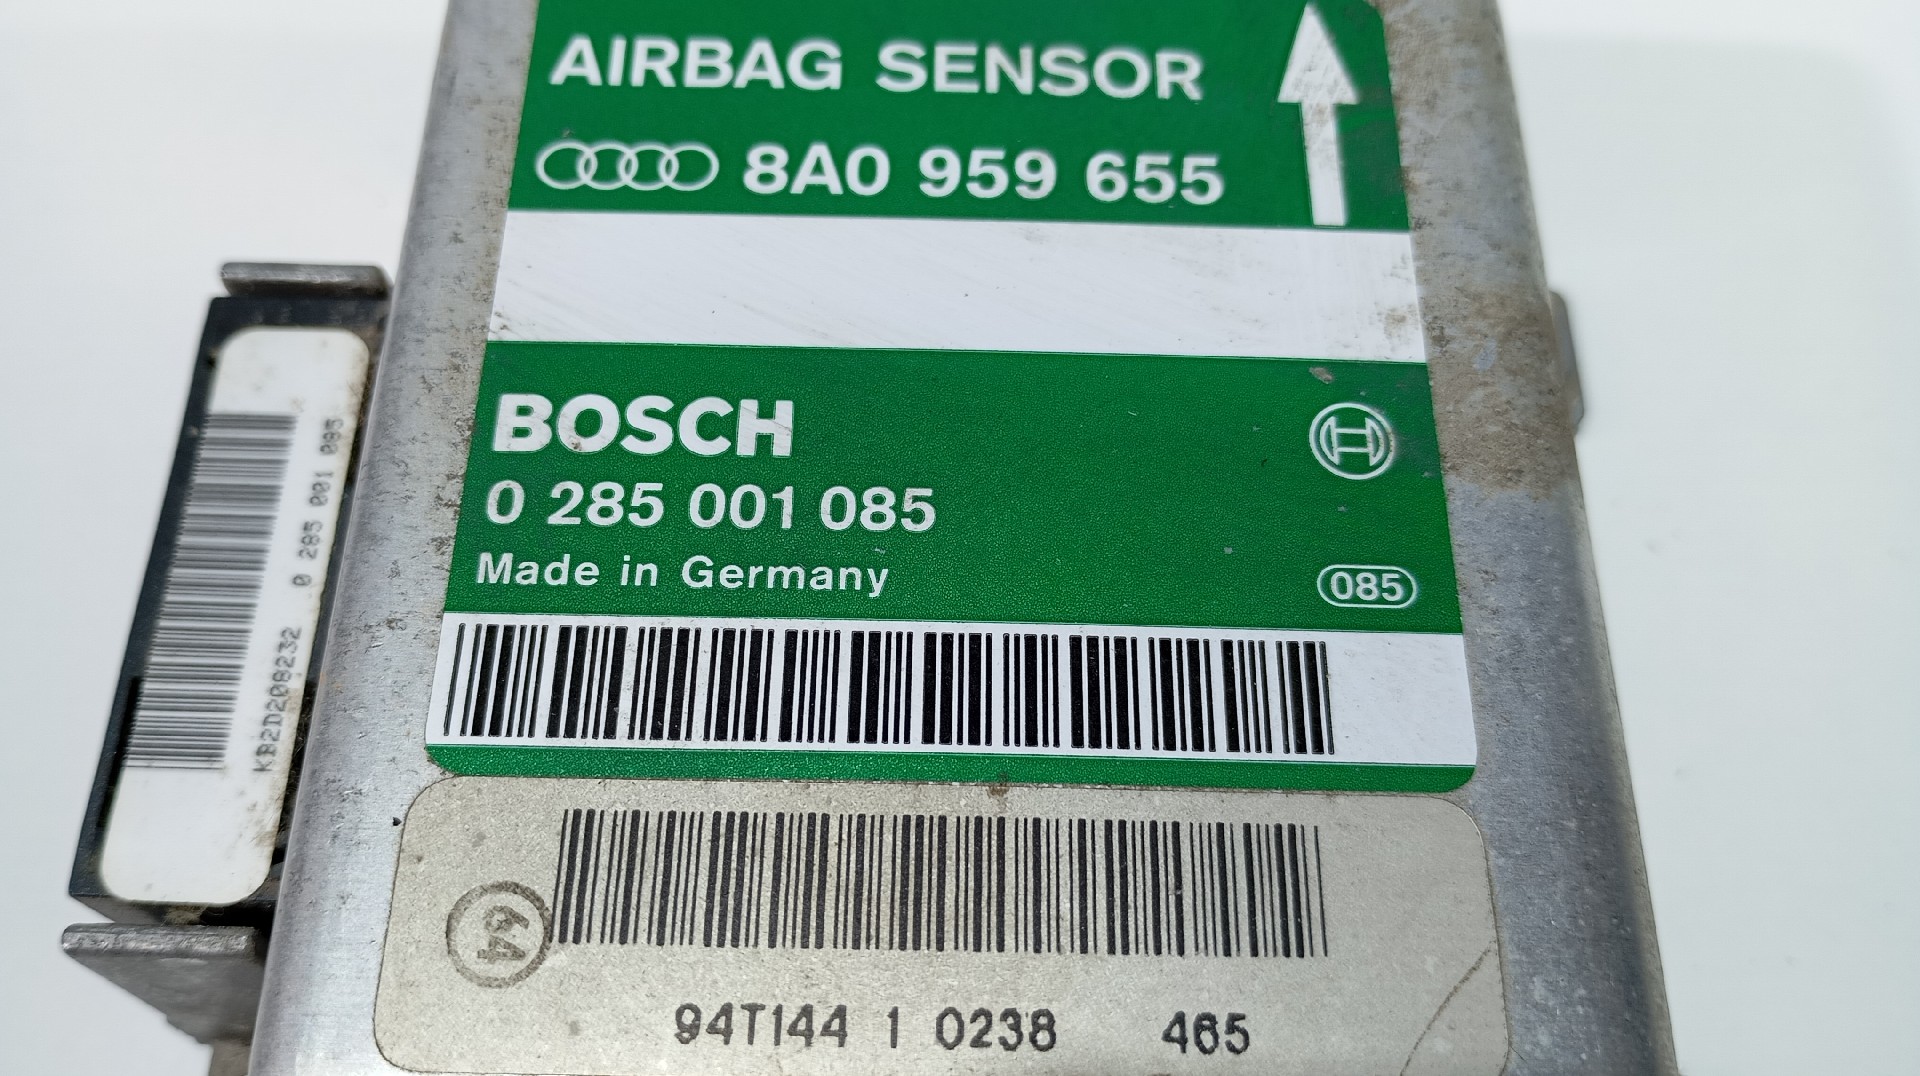 AIRBAG SENSOR
8A0 959 655
BOSCH
0 285 001 085
Made in Germany
085
64
94T144 1 0238 465
KB2D208232 0 285 001 085